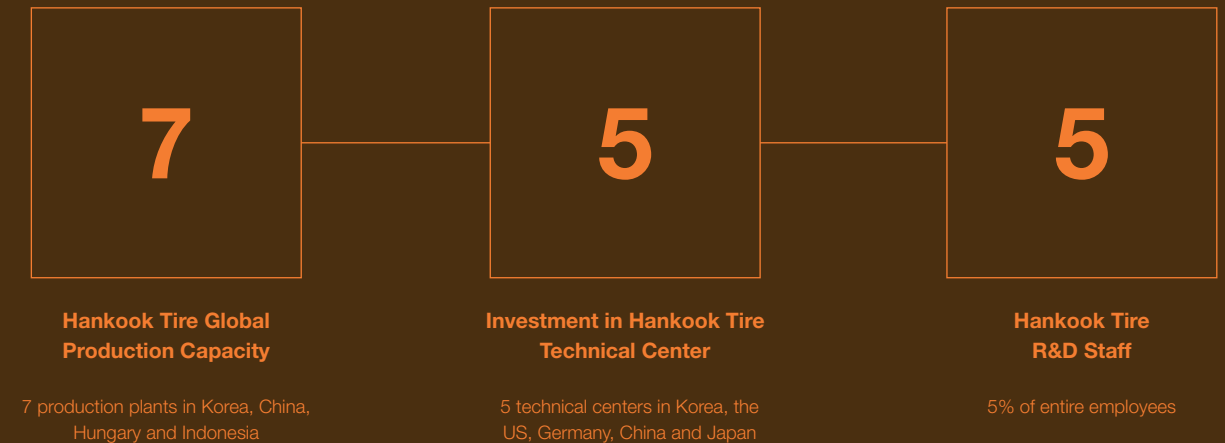 7
5
5
Hankook Tire Global
Production Capacity
7 production plants in Korea, China,
Hungary and Indonesia
Investment in Hankook Tire
Technical Center
5 technical centers in Korea, the
US, Germany, China and Japan
Hankook Tire
R&D Staff
5% of entire employees